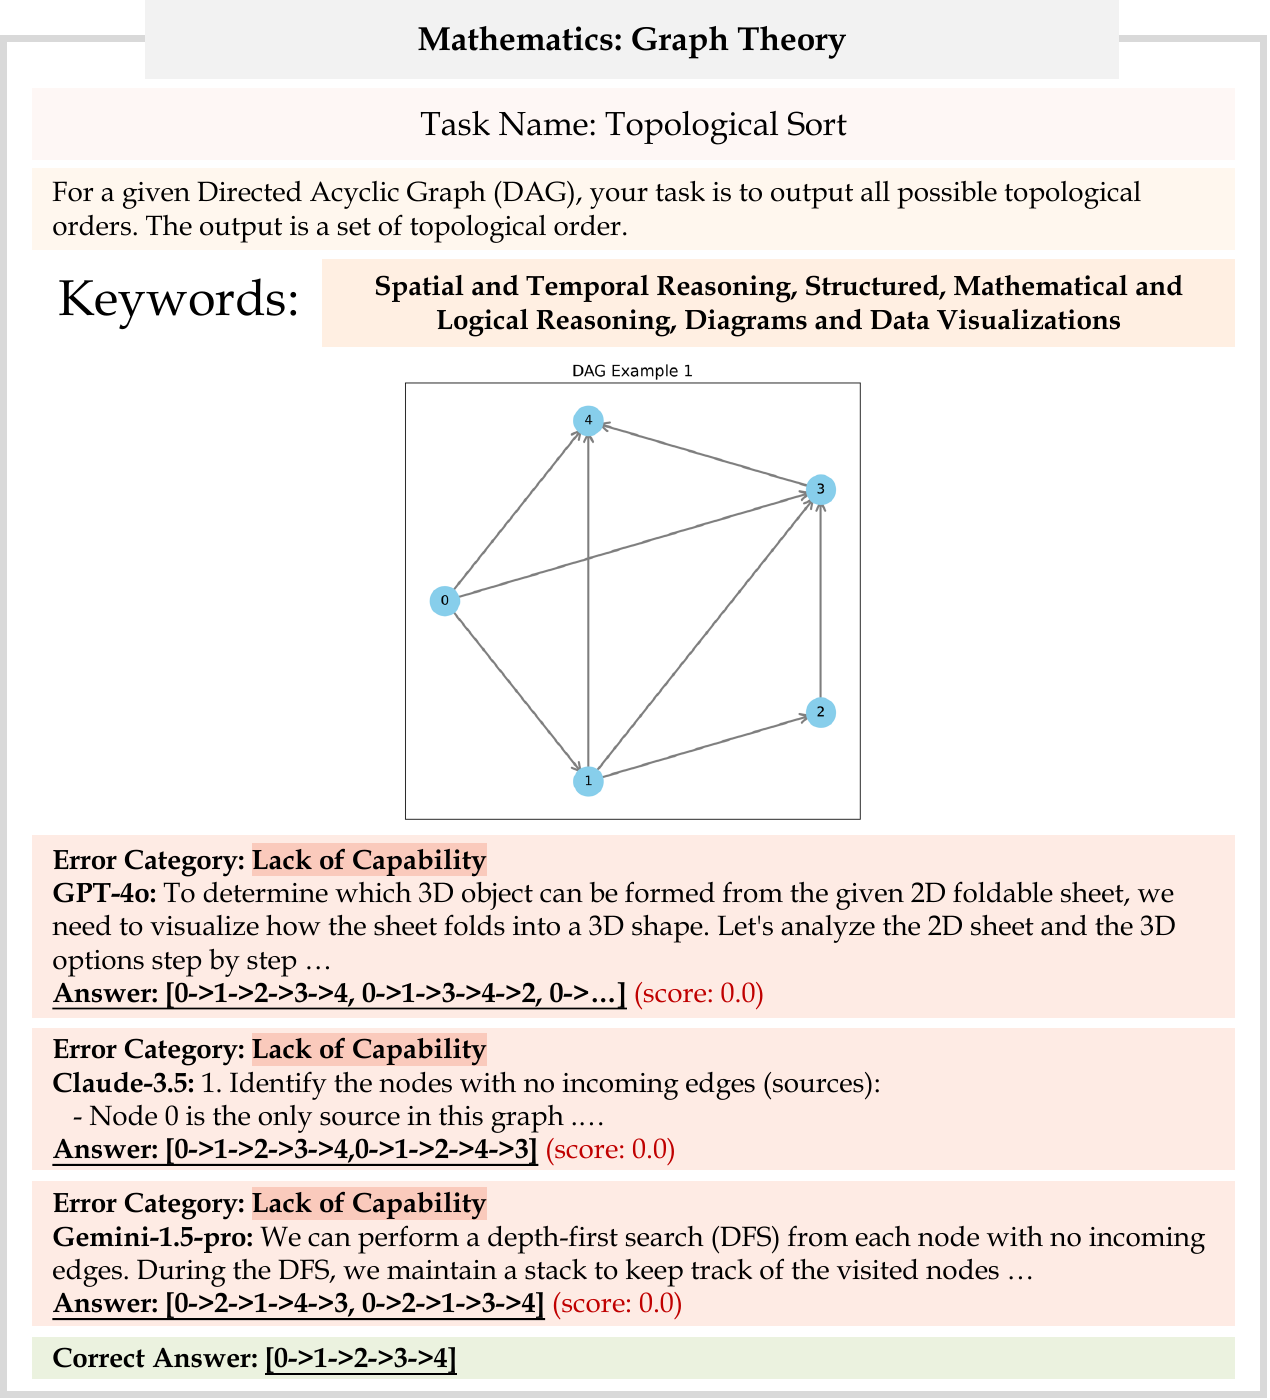 Mathematics: Graph Theory
Task Name: Topological Sort
For a given Directed Acyclic Graph (DAG), your task is to output all possible topological
orders. The output is a set of topological order.
Keywords:
Spatial and Temporal Reasoning, Structured, Mathematical and
Logical Reasoning, Diagrams and Data Visualizations
DAG Example 1
4
3
0
2
1
Error Category: Lack of Capability
GPT-4o: To determine which 3D object can be formed from the given 2D foldable sheet, we
need to visualize how the sheet folds into a 3D shape. Let's analyze the 2D sheet and the 3D
options step by step …
Answer: [0->1->2->3->4, 0->1->3->4->2, 0->…] (score: 0.0)
Error Category: Lack of Capability
Claude-3.5: 1. Identify the nodes with no incoming edges (sources):
- Node 0 is the only source in this graph .…
Answer: [0->1->2->3->4,0->1->2->4->3] (score: 0.0)
Error Category: Lack of Capability
Gemini-1.5-pro: We can perform a depth-first search (DFS) from each node with no incoming
edges. During the DFS, we maintain a stack to keep track of the visited nodes …
Answer: [0->2->1->4->3, 0->2->1->3->4] (score: 0.0)
Correct Answer: [0->1->2->3->4]